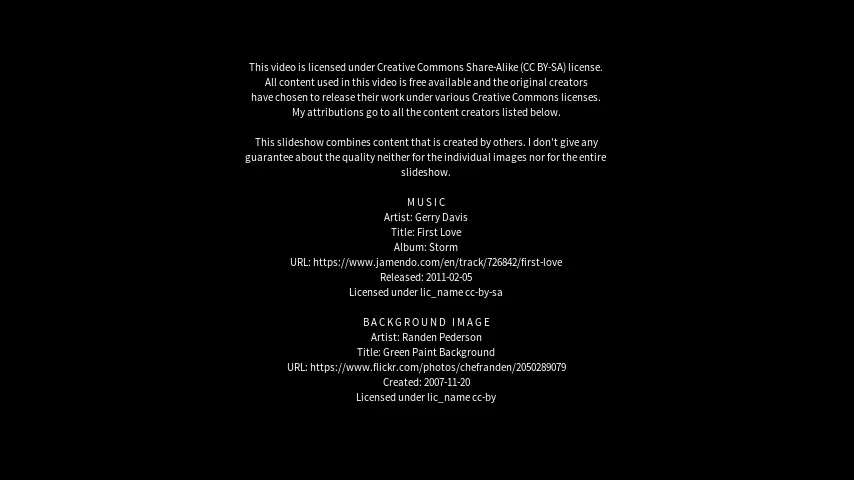 This video is licensed under Creative Commons Share-Alike (CC BY-SA) license.
All content used in this video is free available and the original creators
have chosen to release their work under various Creative Commons licenses.
My attributions go to all the content creators listed below.
This slideshow combines content that is created by others. I don't give any
guarantee about the quality neither for the individual images nor for the entire
slideshow.
MUSIC
Artist: Gerry Davis
Title: First Love
Album: Storm
URL: https://www.jamendo.com/en/track/726842/first-love
Released: 2011-02-05
Licensed under lic_name cc-by-sa
BACKGROUND IMAGE
Artist: Randen Pederson
Title: Green Paint Background
URL: https://www.flickr.com/photos/chefranden/2050289079
Created: 2007-11-20
Licensed under lic_name cc-by